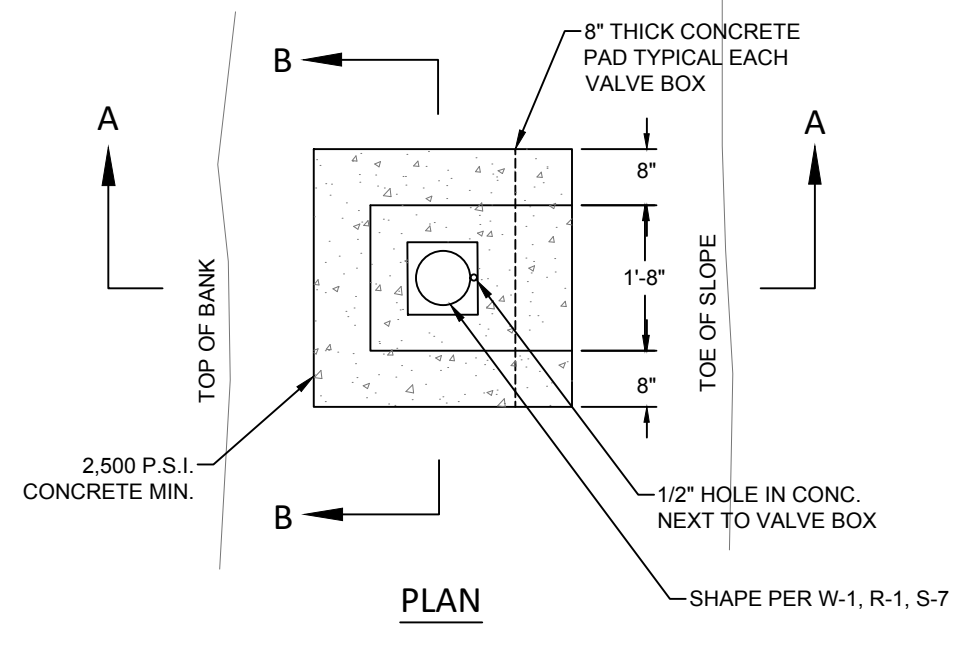 8" THICK CONCRETE
PAD TYPICAL EACH
VALVE BOX
B
A
A
8"
1'-8"
8"
TOP OF BANK
TOE OF SLOPE
2,500 P.S.I.
CONCRETE MIN.
1/2" HOLE IN CONC.
NEXT TO VALVE BOX
B
SHAPE PER W-1, R-1, S-7
PLAN